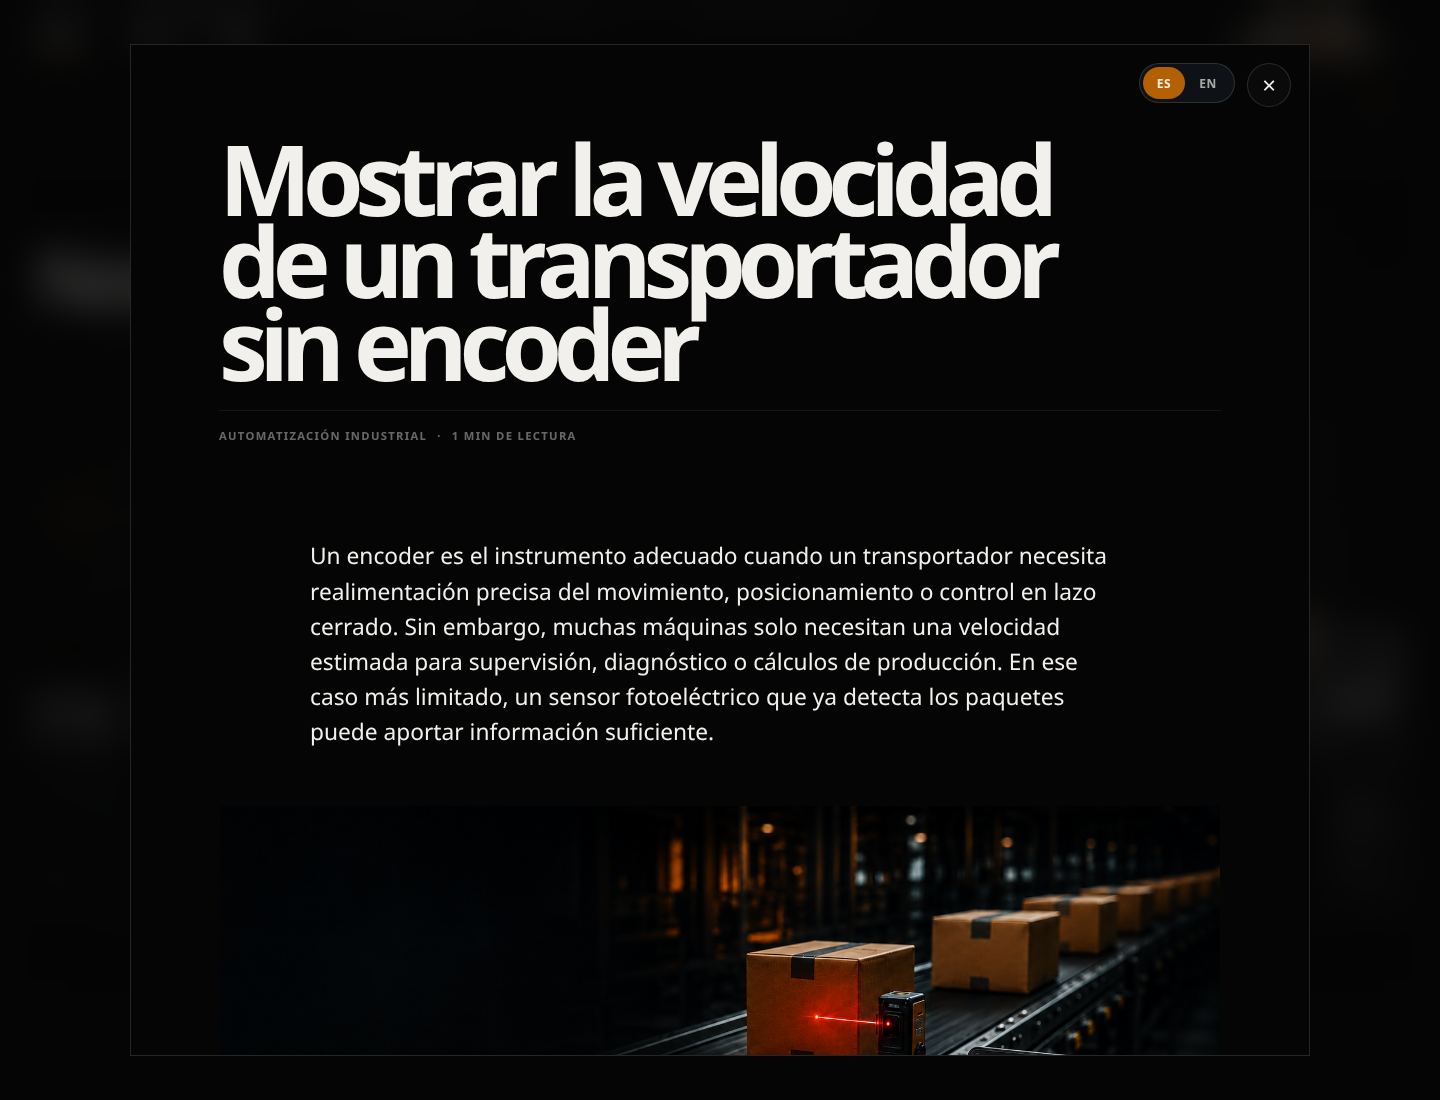 ES EN ×
Mostrar la velocidad
de un transportador
sin encoder
AUTOMATIZACIÓN INDUSTRIAL · 1 MIN DE LECTURA
Un encoder es el instrumento adecuado cuando un transportador necesita
realimentación precisa del movimiento, posicionamiento o control en lazo
cerrado. Sin embargo, muchas máquinas solo necesitan una velocidad
estimada para supervisión, diagnóstico o cálculos de producción. En ese
caso más limitado, un sensor fotoeléctrico que ya detecta los paquetes
puede aportar información suficiente.